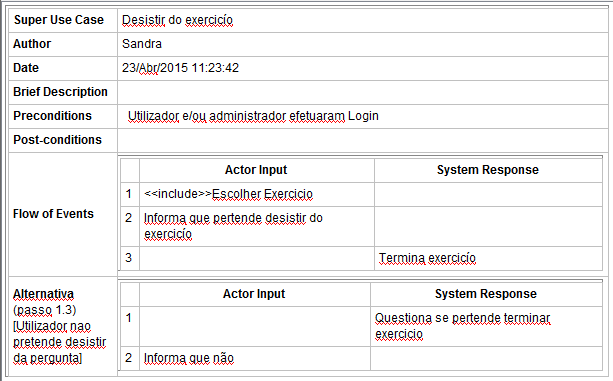 Super Use Case Desistir do exercicío
Author Sandra
Date 23/Abr/2015 11:23:42
Brief Description
Preconditions Utilizador e/ou administrador efetuaram Login
Post-conditions
Flow of Events
Actor Input System Response
1 <<include>>Escolher Exercicio
2 Informa que pertende desistir do
exercicío
3 Termina exercicío
Alternativa
(passo 1.3)
[Utilizador nao
pretende desistir
da pergunta]
Actor Input System Response
1 Questiona se pertende terminar
exercicio
2 Informa que não